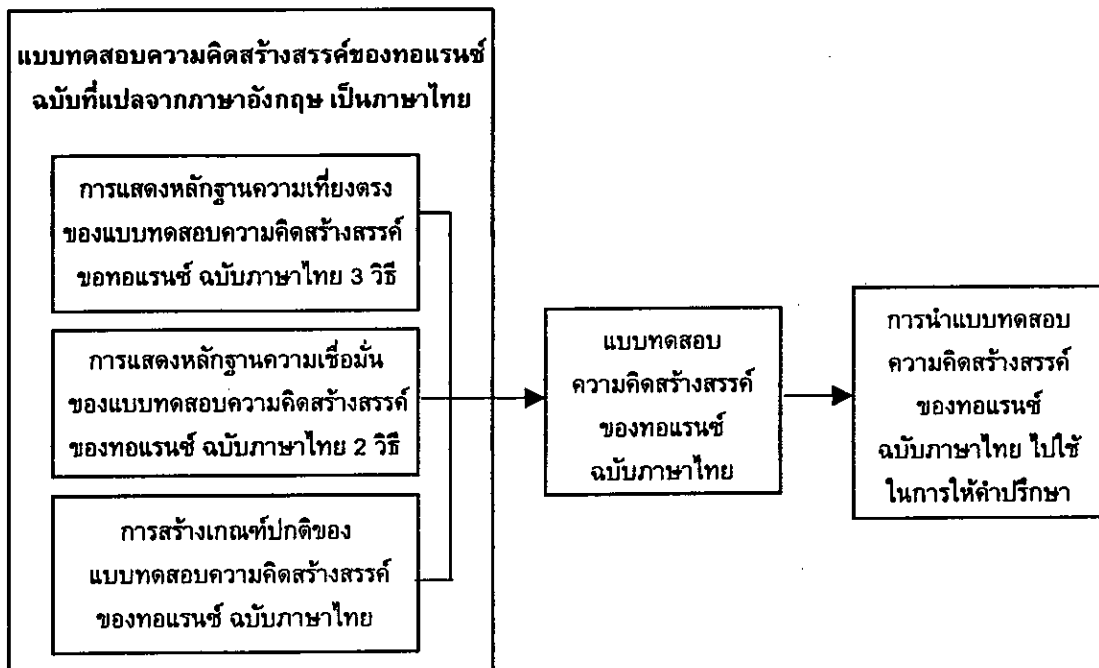 แบบทดสอบความคิดสร้างสรรค์ของทอแรนซ์
ฉบับที่แปลจากภาษาอังกฤษ เป็นภาษาไทย
การแสดงหลักฐานความเที่ยงตรง
ของแบบทดสอบความคิดสร้างสรรค์
ขอทอแรนซ์ ฉบับภาษาไทย 3 วิธี
การแสดงหลักฐานความเชื่อมั่น
ของแบบทดสอบความคิดสร้างสรรค์
ของทอแรนซ์ ฉบับภาษาไทย 2 วิธี
การสร้างเกณฑ์ปกติของ
แบบทดสอบความคิดสร้างสรรค์
ของทอแรนซ์ ฉบับภาษาไทย
แบบทดสอบ
ความคิดสร้างสรรค์
ของทอแรนซ์
ฉบับภาษาไทย
การนำแบบทดสอบ
ความคิดสร้างสรรค์
ของทอแรนซ์
ฉบับภาษาไทย ไปใช้
ในการให้คำปรึกษา